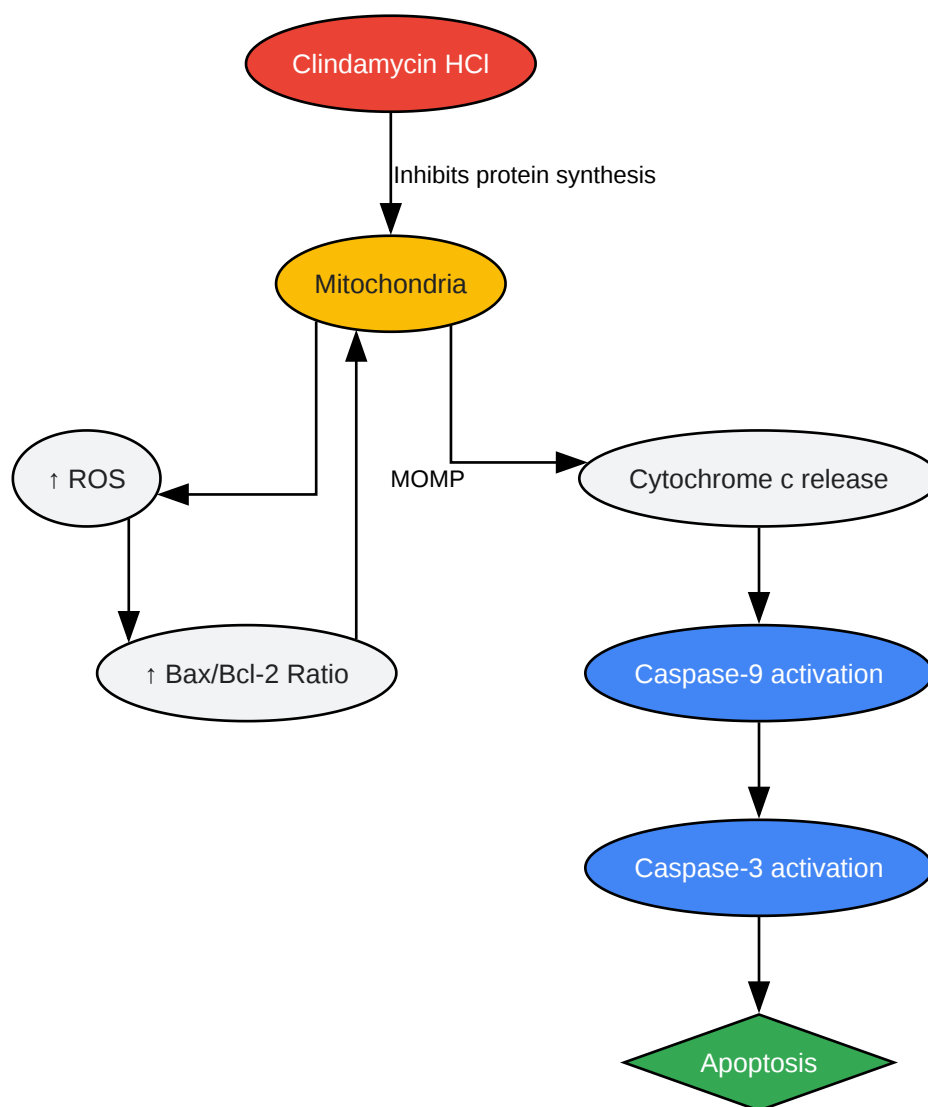 Clindamycin HCl
Inhibits protein synthesis
Mitochondria
↑ ROS
MOMP
Cytochrome c release
↑ Bax/Bcl-2 Ratio
Caspase-9 activation
Caspase-3 activation
Apoptosis